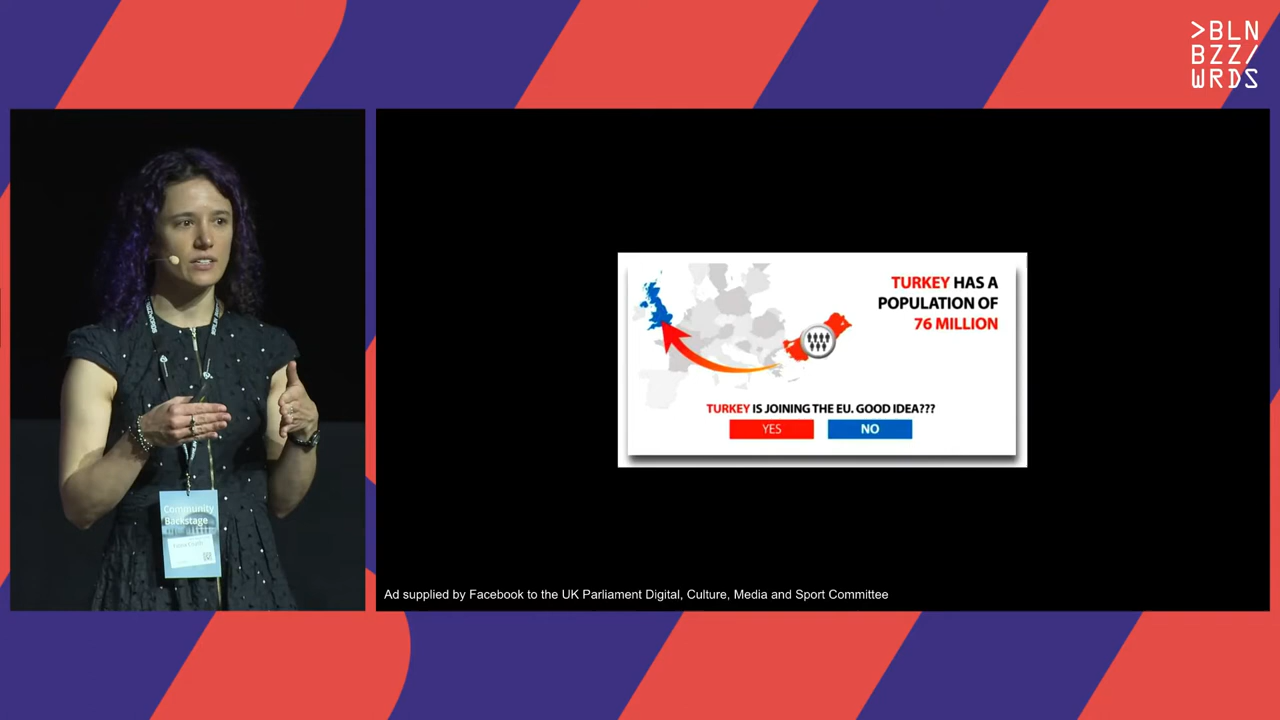 >BLN
BZZ/
WRDS
TURKEY HAS A
POPULATION OF
76 MILLION
TURKEY IS JOINING THE EU. GOOD IDEA???
YES
NO
Community
Backstage
Ad supplied by Facebook to the UK Parliament Digital, Culture, Media and Sport Committee